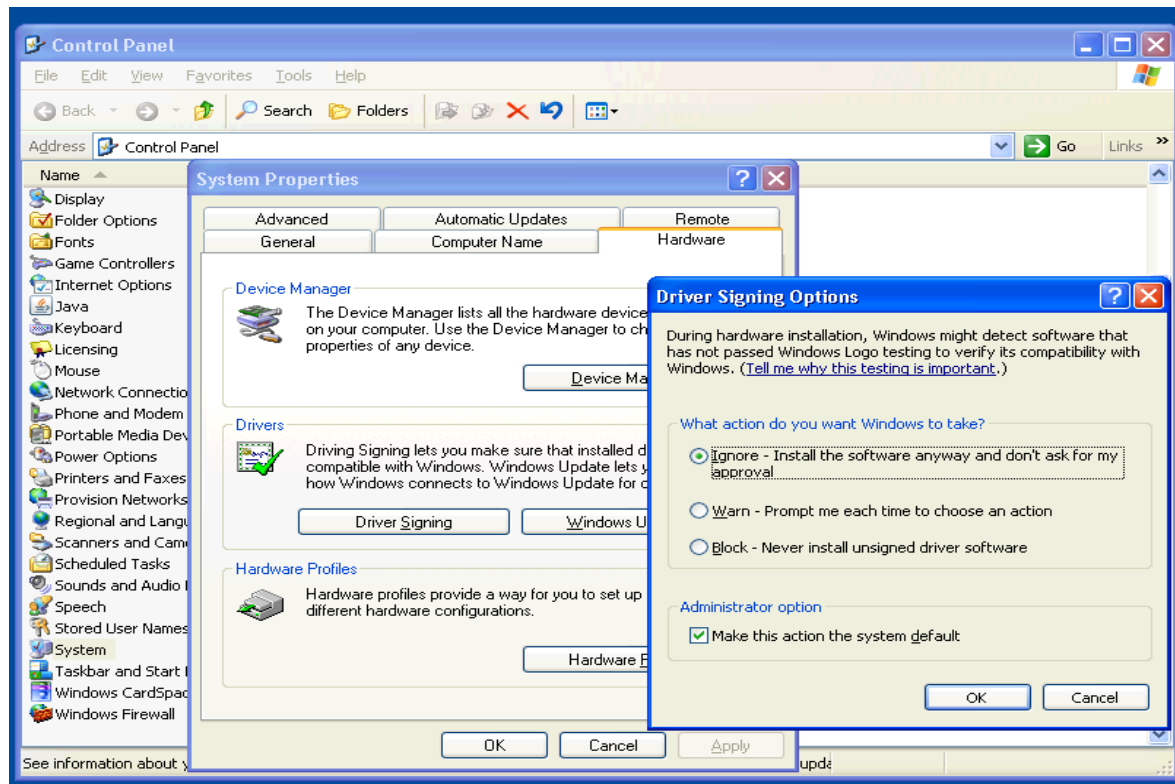 Control Panel
File Edit View Favorites Tools Help
Back Search Folders
Address Control Panel Go Links »
Name
Display
Folder Options
Fonts
Game Controllers
Internet Options
Java
Keyboard
Licensing
Mouse
Network Connectio
Phone and Modem
Portable Media Dev
Power Options
Printers and Faxes
Provision Networks
Regional and Langu
Scanners and Cam
Scheduled Tasks
Sounds and Audio
Speech
Stored User Names
System
Taskbar and Start
Windows CardSpac
Windows Firewall
See information about y
upda
System Properties
Advanced Automatic Updates Remote
General Computer Name Hardware
Device Manager
The Device Manager lists all the hardware device
on your computer. Use the Device Manager to ch
properties of any device.
Device Ma
Drivers
Driving Signing lets you make sure that installed d
compatible with Windows. Windows Update lets y
how Windows connects to Windows Update for d
Driver Signing Windows U
Hardware Profiles
Hardware profiles provide a way for you to set up
different hardware configurations.
Hardware P
OK Cancel Apply
Driver Signing Options
During hardware installation, Windows might detect software that
has not passed Windows Logo testing to verify its compatibility with
Windows. (Tell me why this testing is important.)
What action do you want Windows to take?
Ignore - Install the software anyway and don't ask for my
approval
Warn - Prompt me each time to choose an action
Block - Never install unsigned driver software
Administrator option
Make this action the system default
OK Cancel